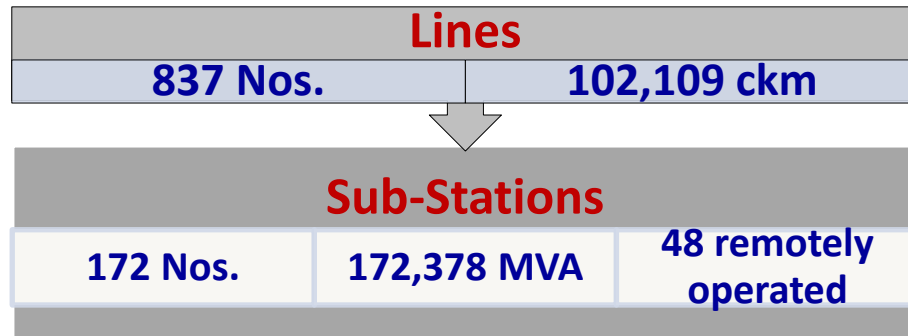 Lines
837 Nos. 102,109 ckm
Sub-Stations
172 Nos. 172,378 MVA 48 remotely
operated